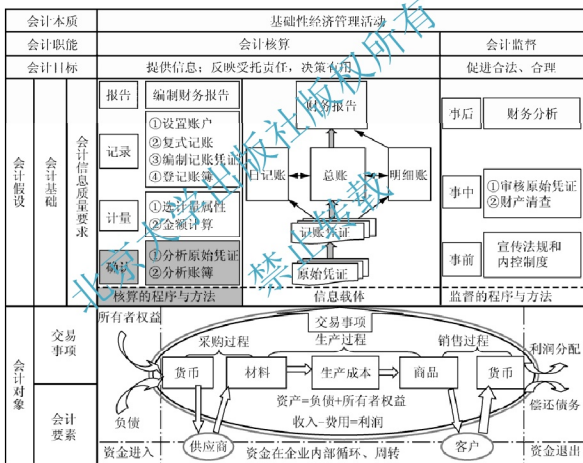 会计本质
基础性经济管理活动
会计职能
会计核算
会计监督
会计目标
提供信息；反映受托责任，决策有用
促进合法、合理
会计假设
会计基础
会计信息质量要求
报告
编制财务报告
记录
①设置账户
②复式记账
③编制记账凭证
④登记账簿
计量
①选计量属性
②金额计算
确认
①分析原始凭证
②分析账簿
核算的程序与方法
财务报告
日记账
总账
明细账
记账凭证
原始凭证
信息载体
事后
财务分析
事中
①审核原始凭证
②财产清查
事前
宣传法规和
内控制度
监督的程序与方法
会计对象
交易
事项
会计
要素
所有者权益
交易事项
采购过程
生产过程
销售过程
利润分配
货币
材料
生产成本
商品
货币
资产=负债+所有者权益
收入-费用=利润
负债
偿还债务
供应商
客户
资金进入
资金在企业内部循环、周转
资金退出
北京大学出版社版权所有
禁止转载